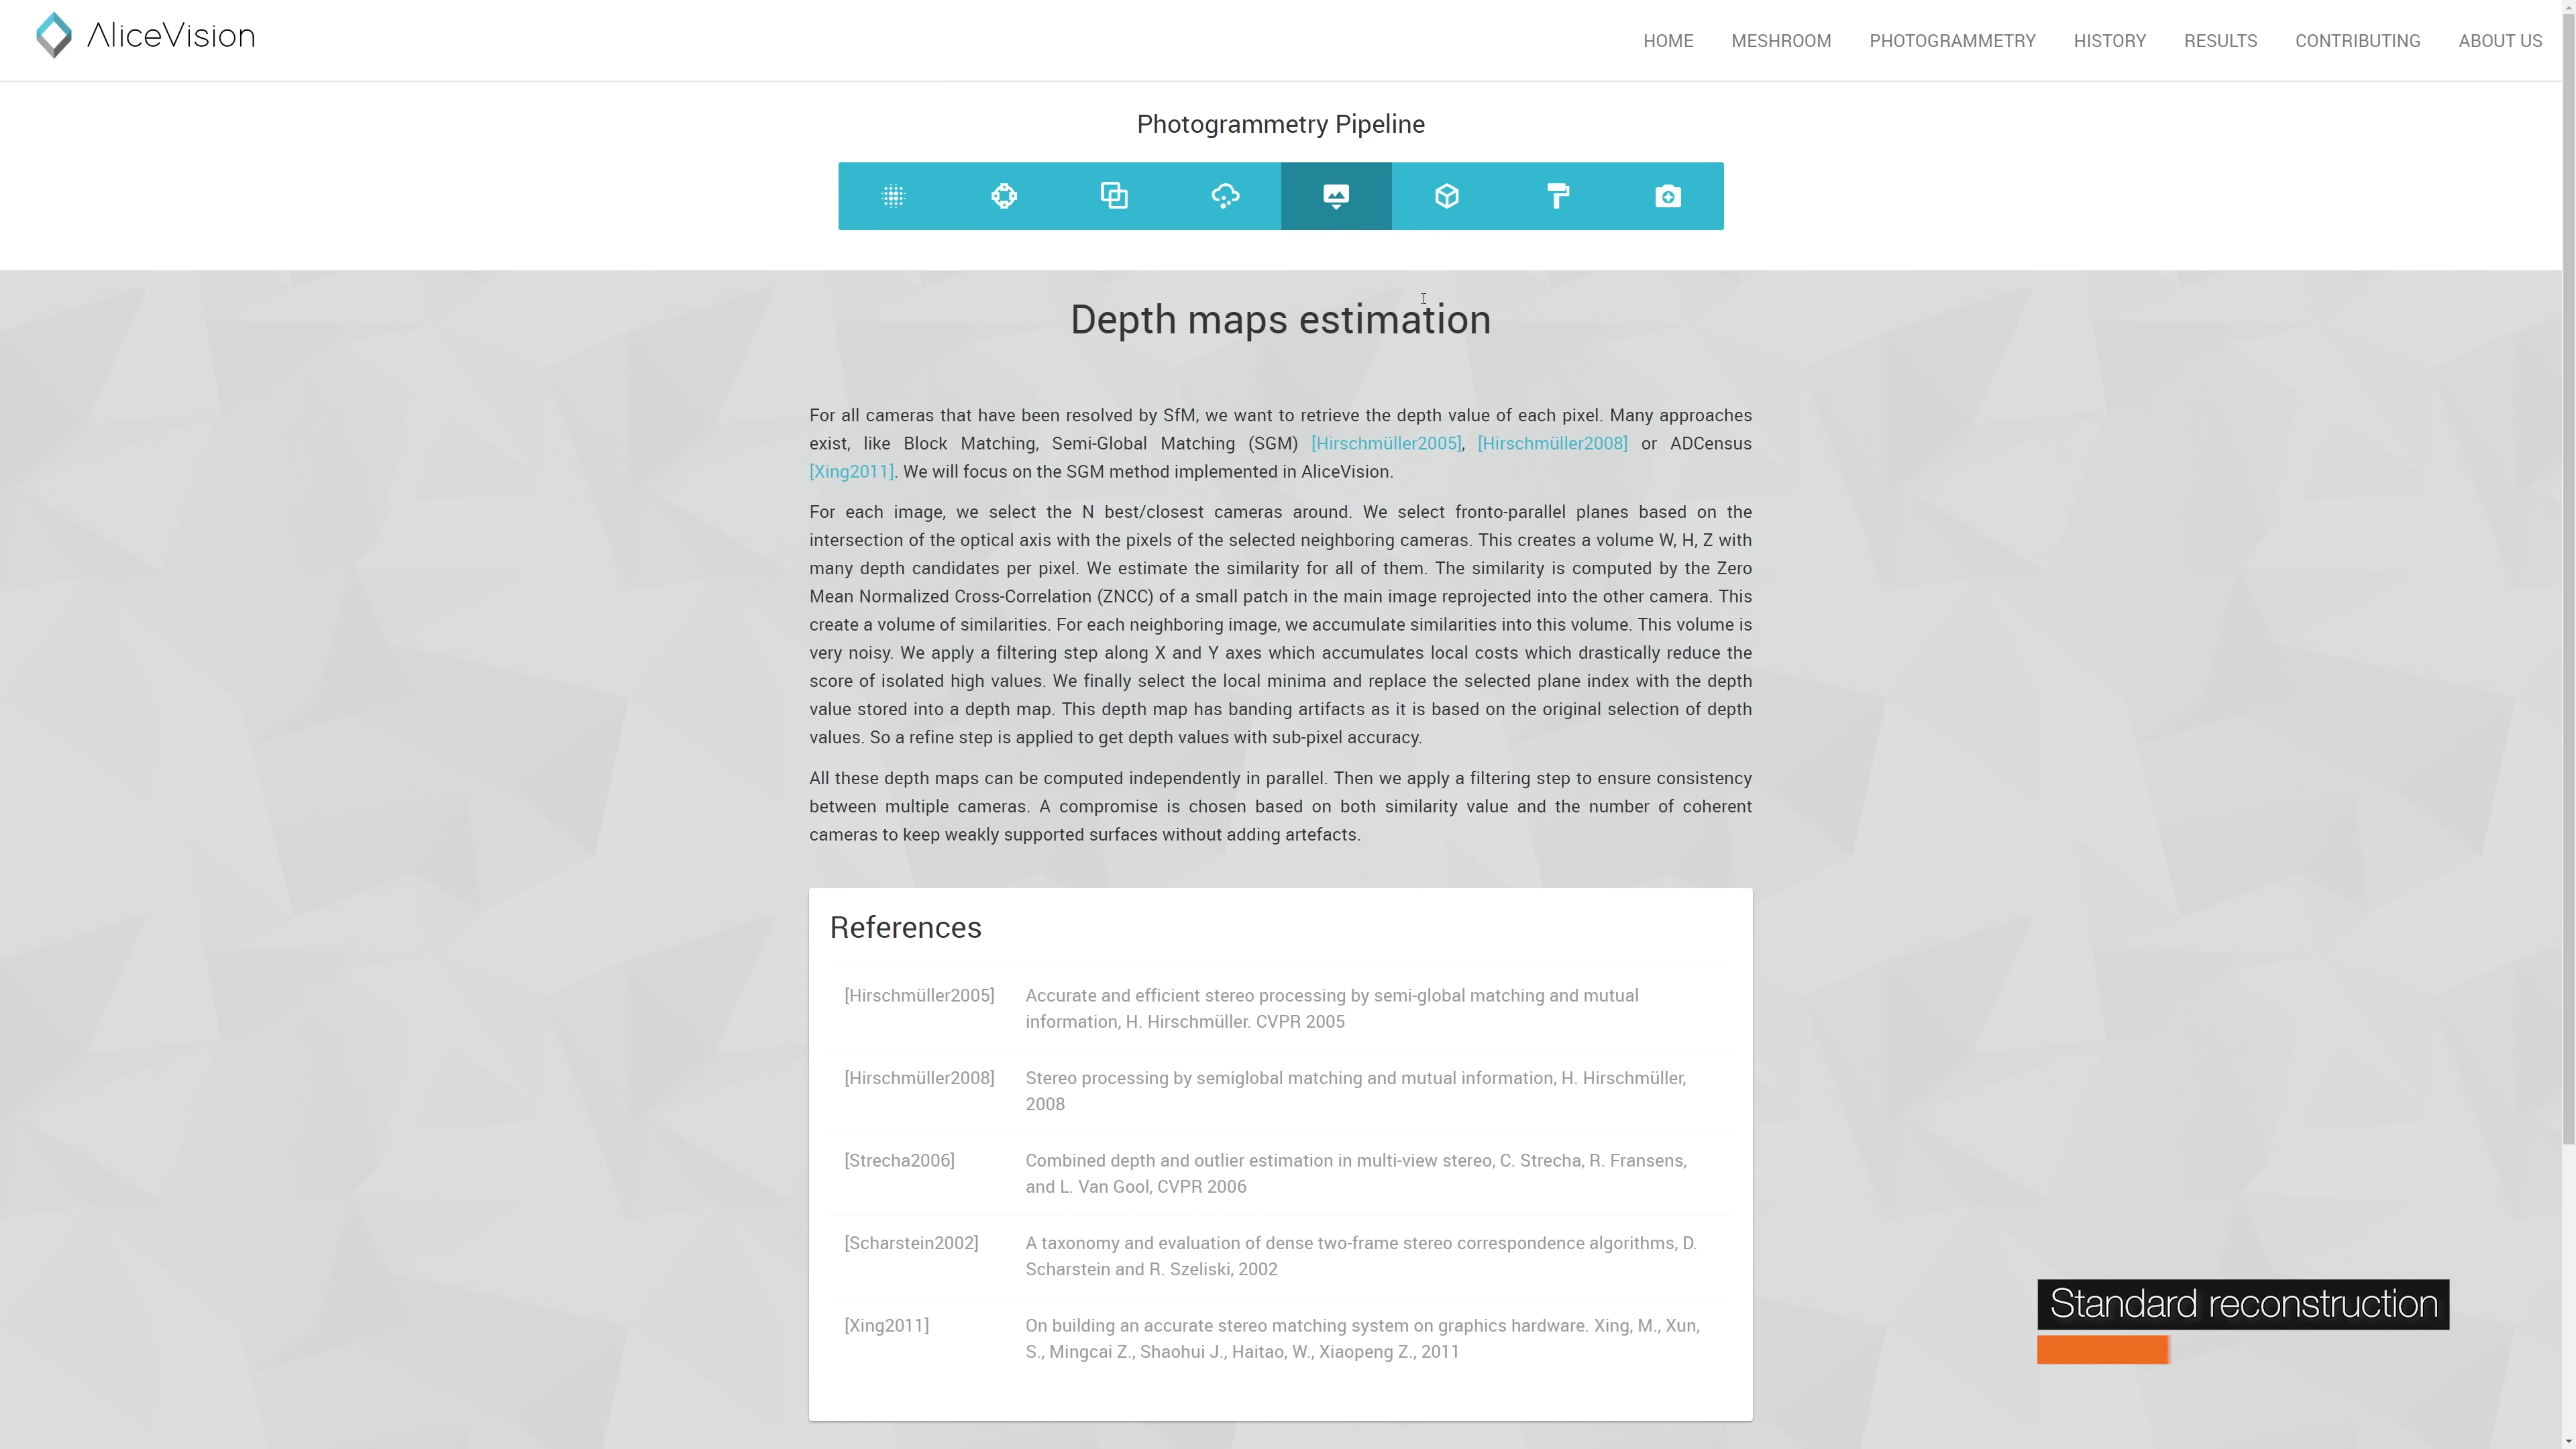 AliceVision
HOME MESHROOM PHOTOGRAMMETRY HISTORY RESULTS CONTRIBUTING ABOUT US
Photogrammetry Pipeline
Depth maps estimation
For all cameras that have been resolved by SfM, we want to retrieve the depth value of each pixel. Many approaches
exist, like Block Matching, Semi-Global Matching (SGM) [Hirschmüller2005], [Hirschmüller2008] or ADCensus
[Xing2011]. We will focus on the SGM method implemented in AliceVision.
For each image, we select the N best/closest cameras around. We select fronto-parallel planes based on the
intersection of the optical axis with the pixels of the selected neighboring cameras. This creates a volume W, H, Z with
many depth candidates per pixel. We estimate the similarity for all of them. The similarity is computed by the Zero
Mean Normalized Cross-Correlation (ZNCC) of a small patch in the main image reprojected into the other camera. This
create a volume of similarities. For each neighboring image, we accumulate similarities into this volume. This volume is
very noisy. We apply a filtering step along X and Y axes which accumulates local costs which drastically reduce the
score of isolated high values. We finally select the local minima and replace the selected plane index with the depth
value stored into a depth map. This depth map has banding artifacts as it is based on the original selection of depth
values. So a refine step is applied to get depth values with sub-pixel accuracy.
All these depth maps can be computed independently in parallel. Then we apply a filtering step to ensure consistency
between multiple cameras. A compromise is chosen based on both similarity value and the number of coherent
cameras to keep weakly supported surfaces without adding artefacts.
References
[Hirschmüller2005] Accurate and efficient stereo processing by semi-global matching and mutual
information, H. Hirschmüller. CVPR 2005
[Hirschmüller2008] Stereo processing by semiglobal matching and mutual information, H. Hirschmüller,
2008
[Strecha2006] Combined depth and outlier estimation in multi-view stereo, C. Strecha, R. Fransens,
and L. Van Gool, CVPR 2006
[Scharstein2002] A taxonomy and evaluation of dense two-frame stereo correspondence algorithms, D.
Scharstein and R. Szeliski, 2002
[Xing2011] On building an accurate stereo matching system on graphics hardware. Xing, M., Xun,
S., Mingcai Z., Shaohui J., Haitao, W., Xiaopeng Z., 2011
Standard reconstruction